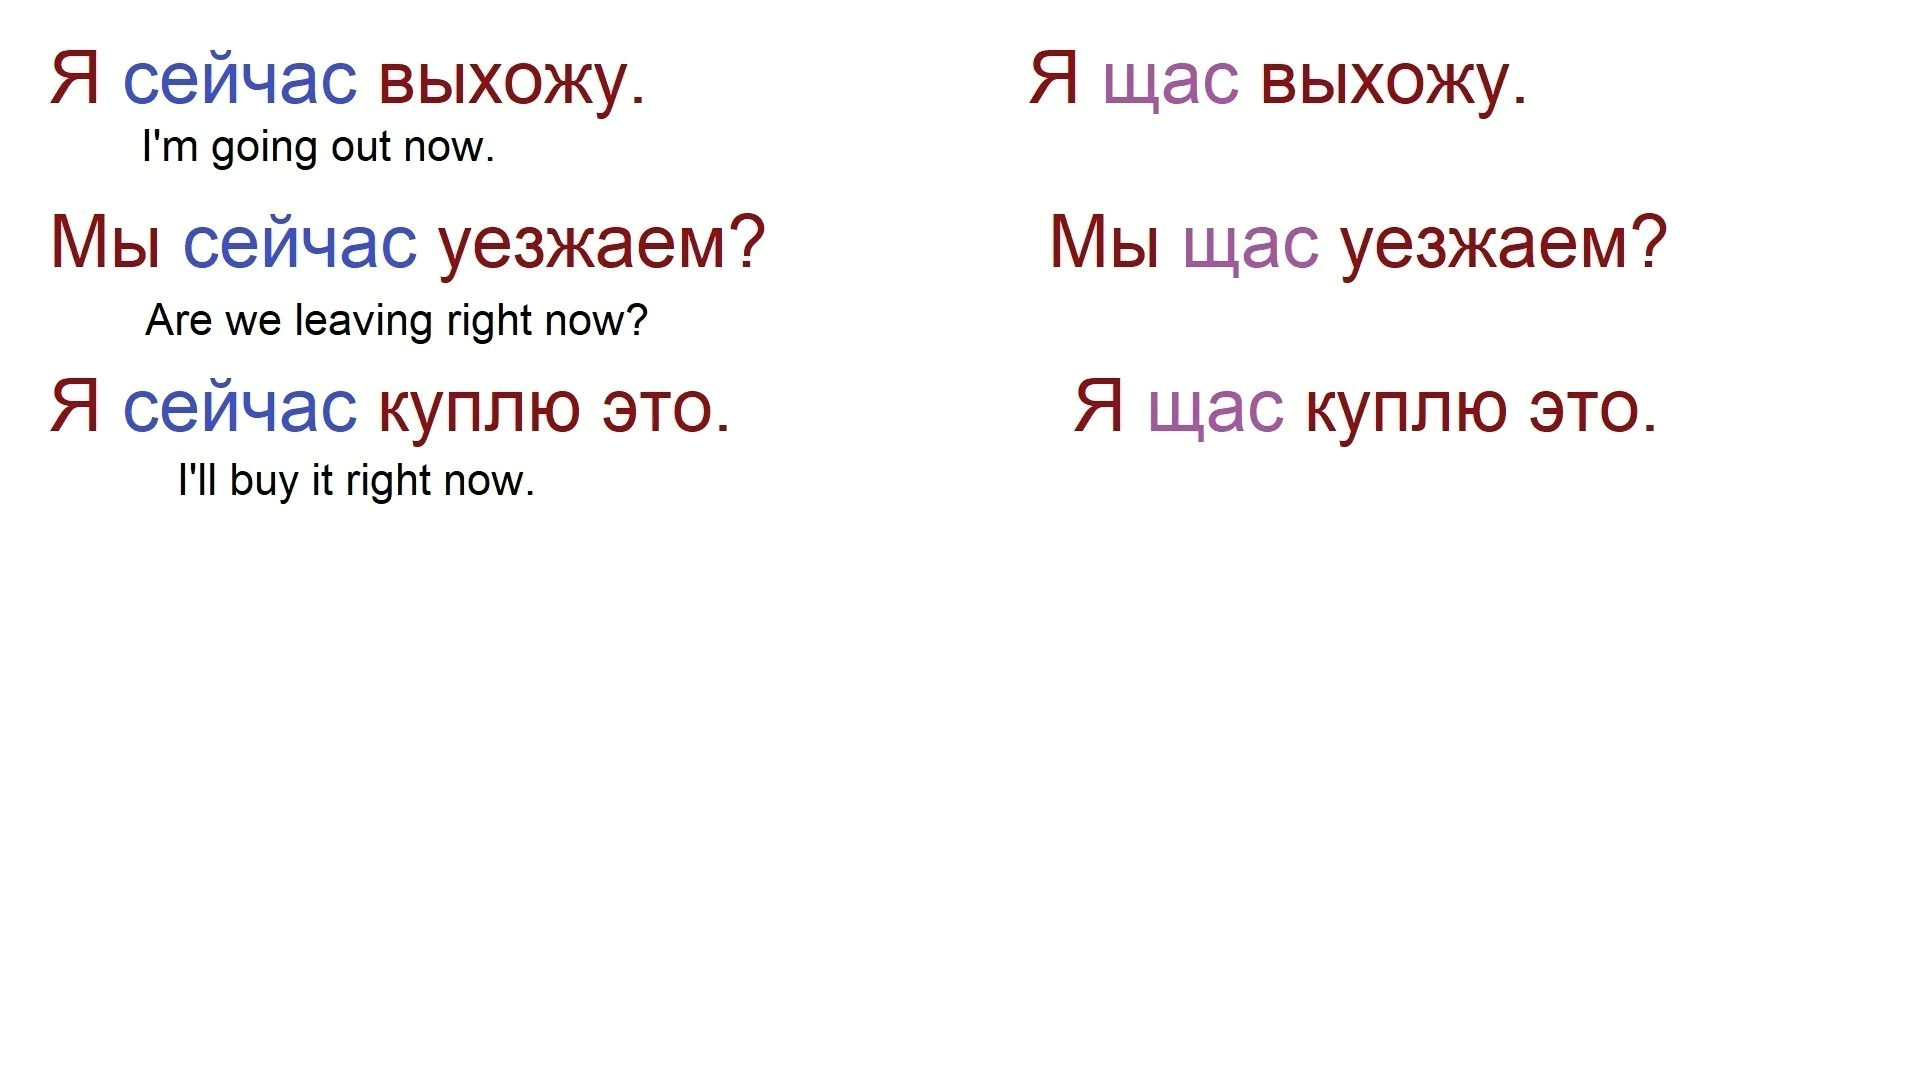 Я сейчас выхожу.
I'm going out now.
Мы сейчас уезжаем?
Are we leaving right now?
Я сейчас куплю это.
I'll buy it right now.
Я щас выхожу.
Мы щас уезжаем?
Я щас куплю это.